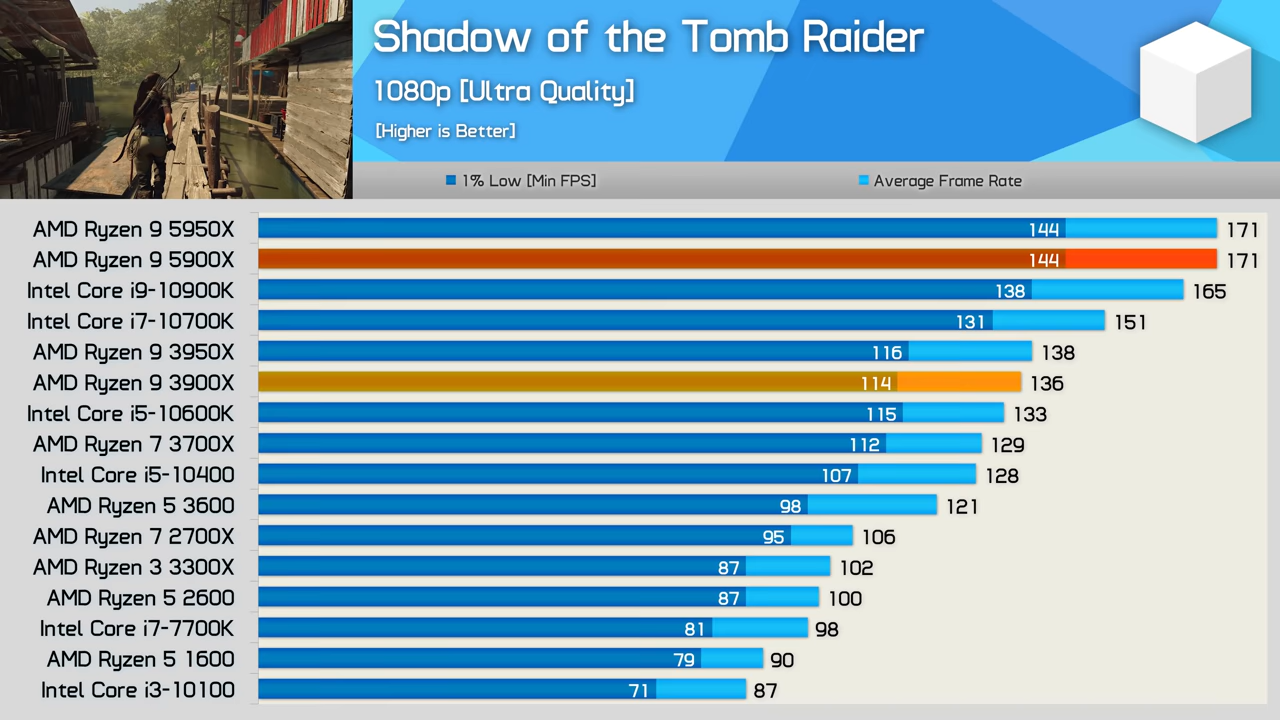 Shadow of the Tomb Raider
1080p [Ultra Quality]
[Higher is Better]
1% Low [Min FPS] Average Frame Rate
AMD Ryzen 9 5950X 144 171
AMD Ryzen 9 5900X 144 171
Intel Core i9-10900K 138 165
Intel Core i7-10700K 131 151
AMD Ryzen 9 3950X 116 138
AMD Ryzen 9 3900X 114 136
Intel Core i5-10600K 115 133
AMD Ryzen 7 3700X 112 129
Intel Core i5-10400 107 128
AMD Ryzen 5 3600 98 121
AMD Ryzen 7 2700X 95 106
AMD Ryzen 3 3300X 87 102
AMD Ryzen 5 2600 87 100
Intel Core i7-7700K 81 98
AMD Ryzen 5 1600 79 90
Intel Core i3-10100 71 87